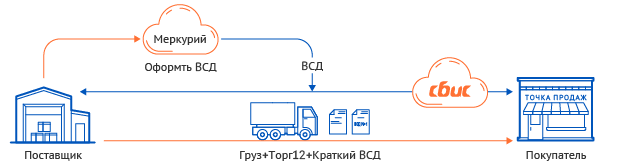 Меркурий
Оформть ВСД
ВСД
сбис
ТОЧКА ПРОДАЖ
Поставщик
Груз+Торг12+Краткий ВСД
Покупатель